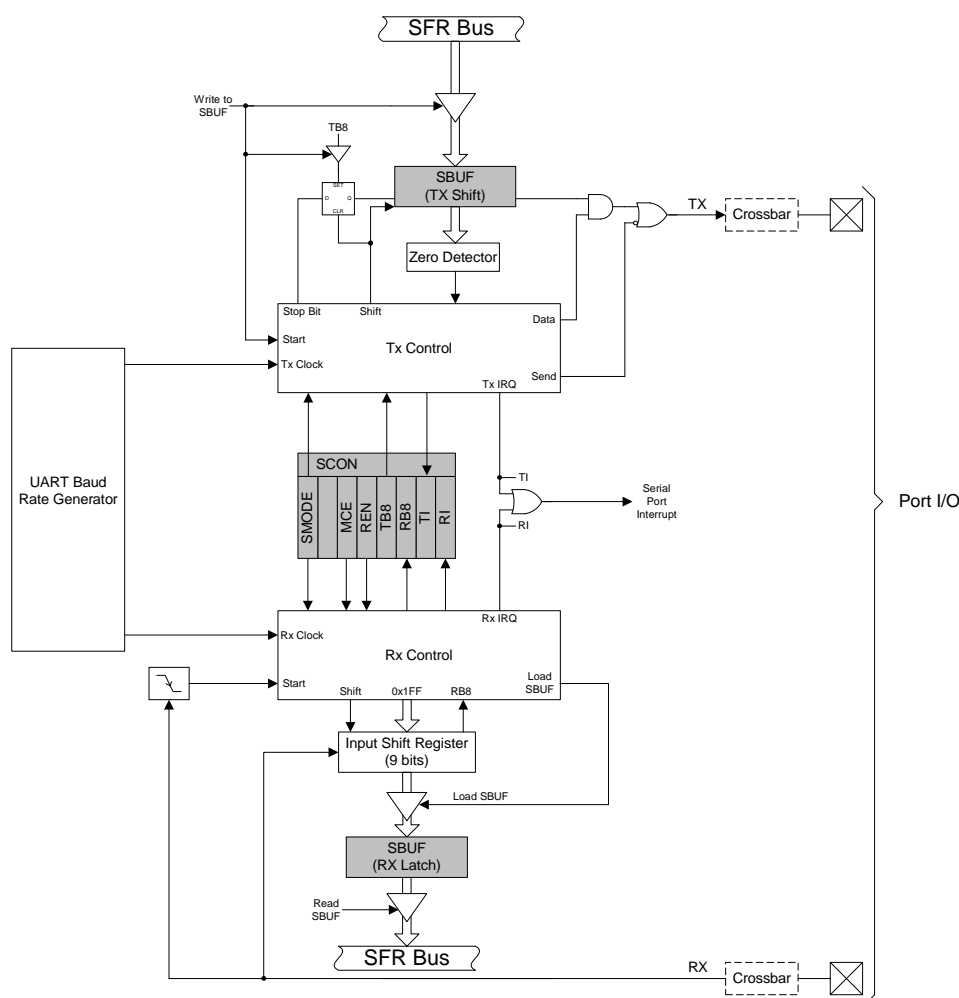 SFR Bus
Write to
SBUF
TB8
SET
D Q
CLR
SBUF
(TX Shift)
TX
Crossbar
Zero Detector
Stop Bit Shift
Data
Start
Tx Control
Tx Clock
Send
Tx IRQ
UART Baud
Rate Generator
SCON
SMODE
MCE
REN
TB8
RB8
TI
RI
TI
RI
Serial
Port
Interrupt
Port I/O
Rx IRQ
Rx Clock
Rx Control
Start
Load
SBUF
Shift 0x1FF RB8
Input Shift Register
(9 bits)
Load SBUF
SBUF
(RX Latch)
Read
SBUF
SFR Bus
RX
Crossbar